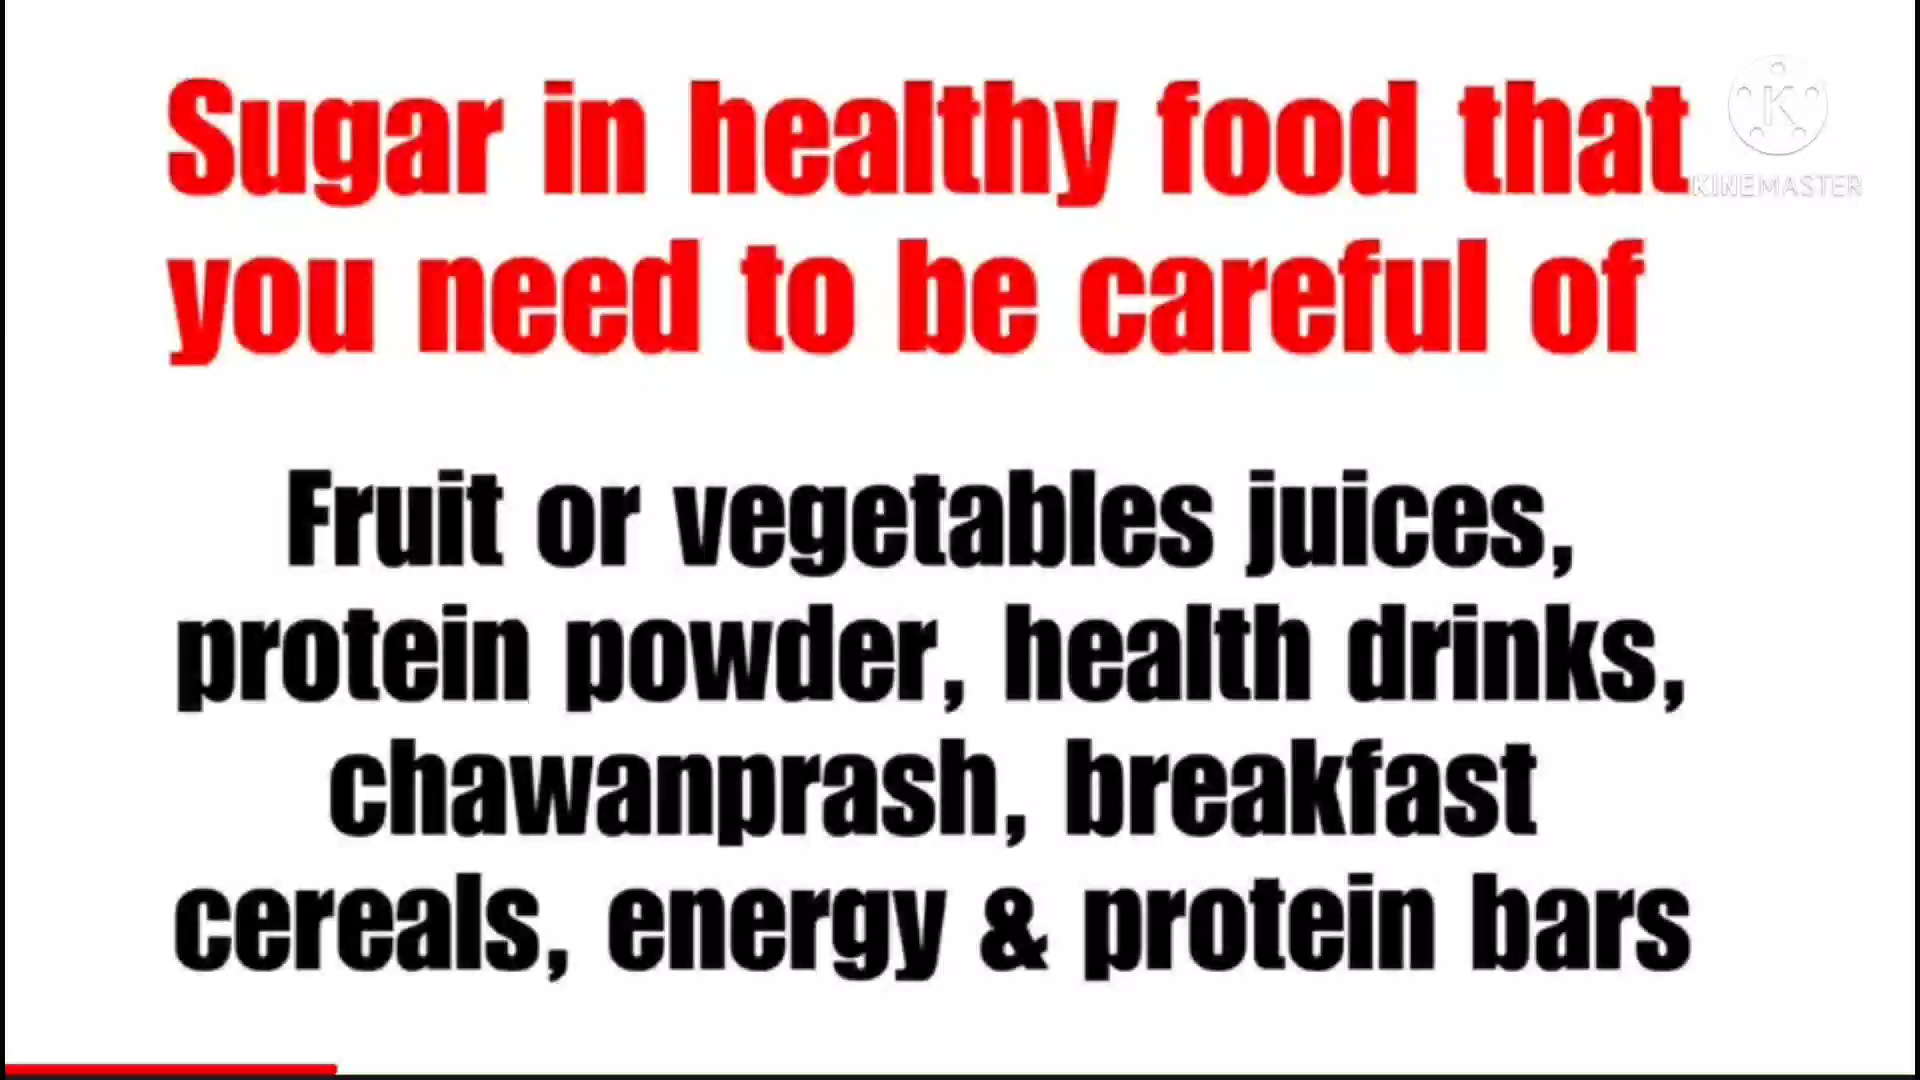 Sugar in healthy food that
you need to be careful of
K
KINEMASTER
Fruit or vegetables juices,
protein powder, health drinks,
chawanprash, breakfast
cereals, energy & protein bars